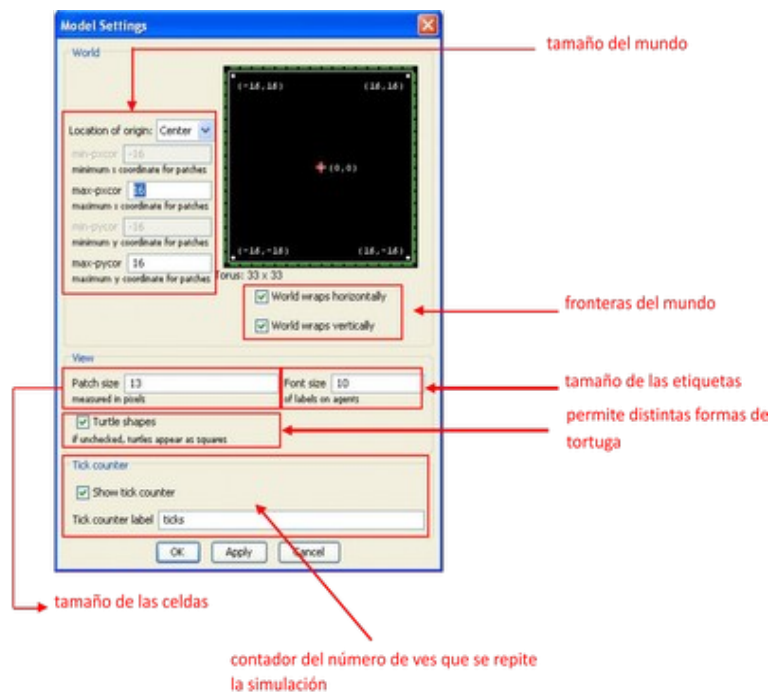 Model Settings
World
tamaño del mundo
(-16,16)
(16,16)
Location of origin: Center
min-pxcor -16
minimum x coordinate for patches
(0,0)
max-pxcor 16
maximum x coordinate for patches
min-pycor -16
minimum y coordinate for patches
max-pycor 16
maximum y coordinate for patches
(-16,-16)
(16,-16)
Torus: 33 x 33
World wraps horizontally
fronteras del mundo
World wraps vertically
View
Patch size 13
measured in pixels
Font size 10
of labels on agents
tamaño de las etiquetas
Turtle shapes
if unchecked, turtles appear as squares
permite distintas formas de
tortuga
Tick counter
Show tick counter
Tick counter label ticks
OK
Apply
Cancel
tamaño de las celdas
contador del número de ves que se repite
la simulación